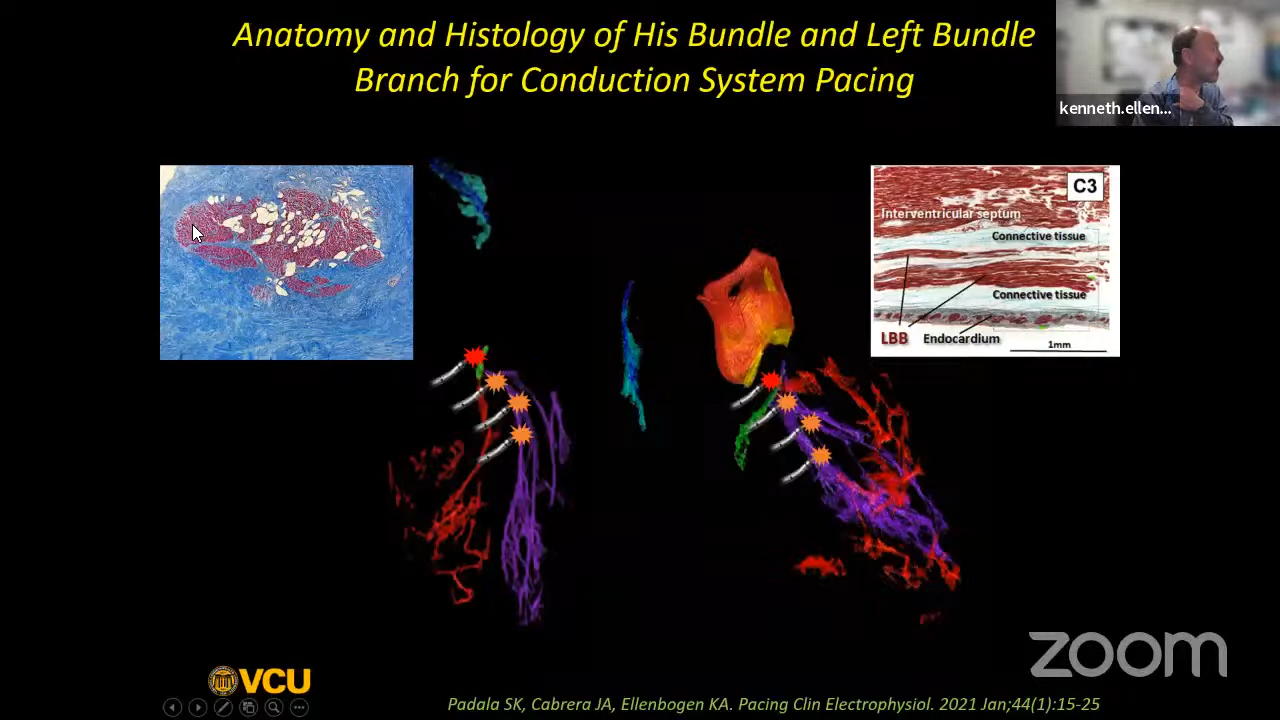 Anatomy and Histology of His Bundle and Left Bundle
Branch for Conduction System Pacing
kenneth.ellen...
C3
Interventricular septum
Connective tissue
Connective tissue
LBB
Endocardium
1mm
VCU
zoom
Padala SK, Cabrera JA, Ellenbogen KA. Pacing Clin Electrophysiol. 2021 Jan;44(1):15-25